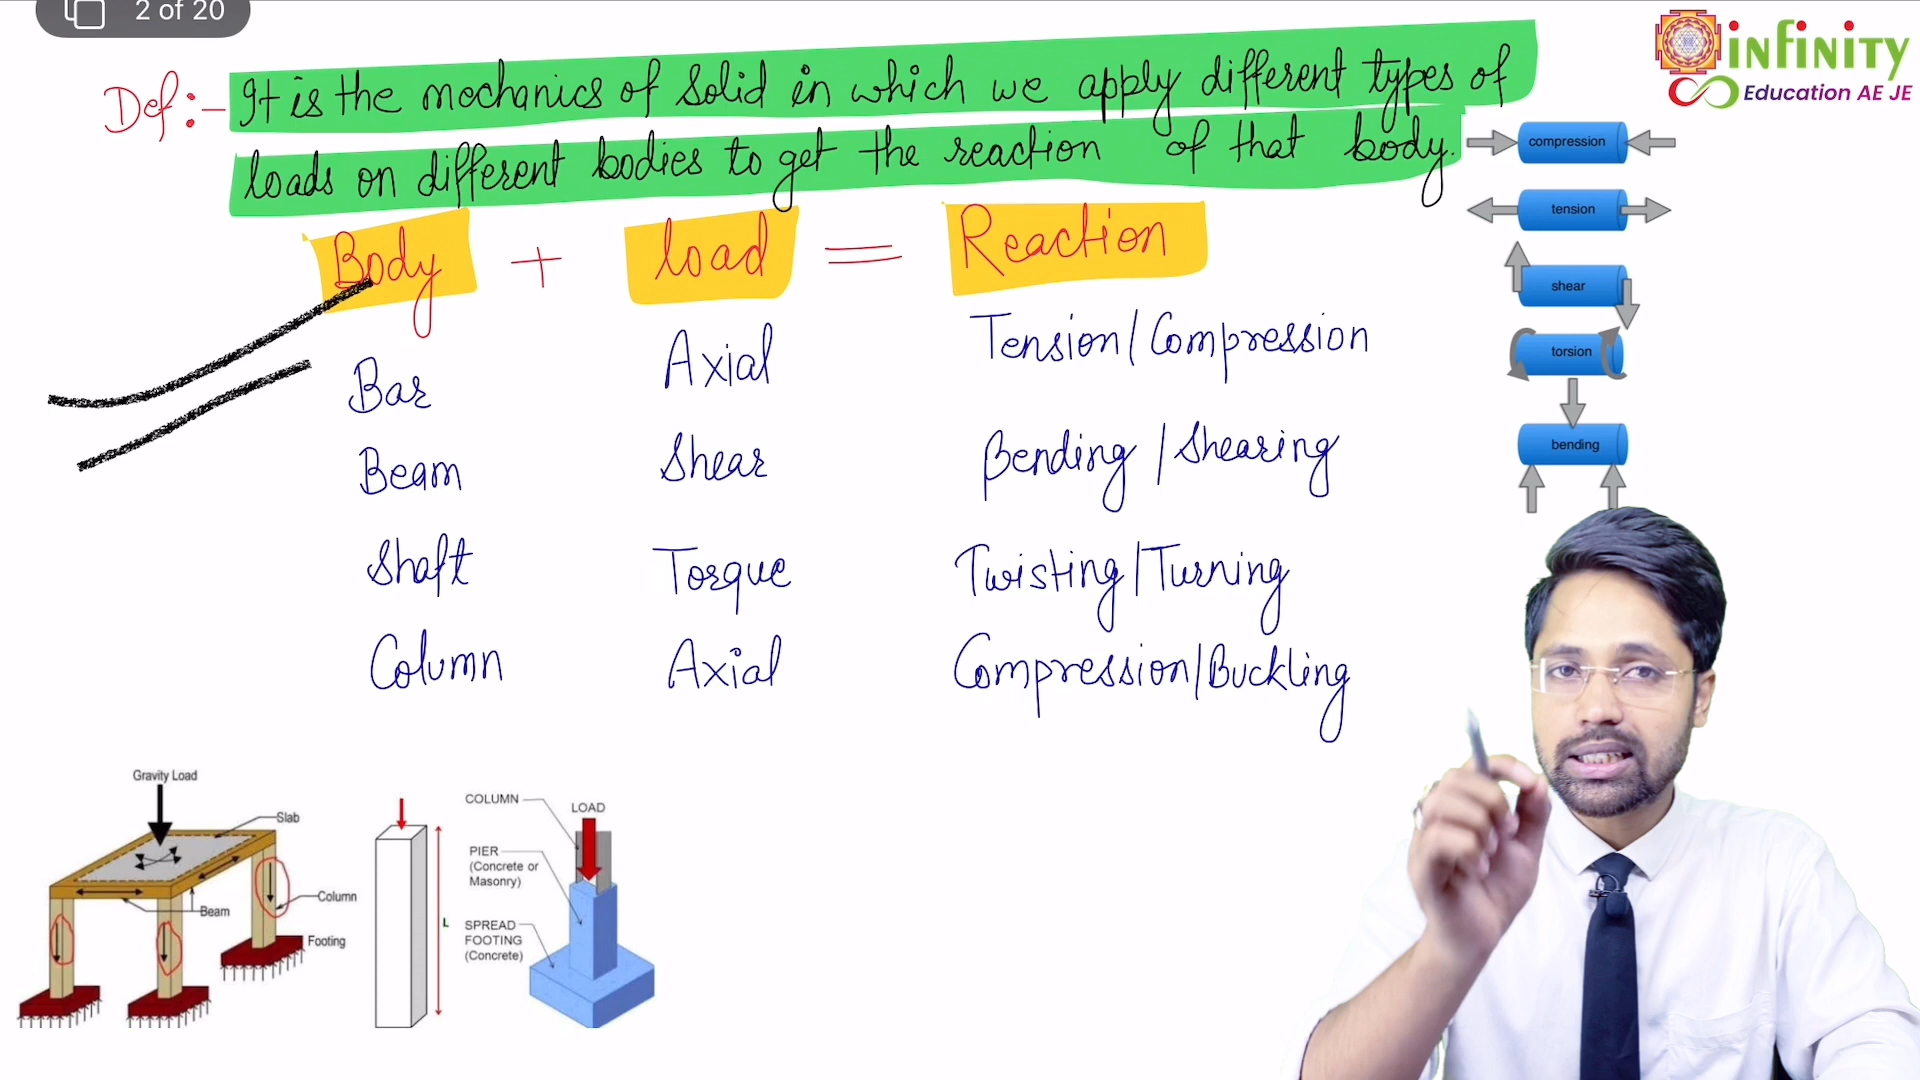 2 of 20
Def:- It is the mechanics of Solid in which we apply different types of
loads on different bodies to get the reaction of that body.
Body + load = Reaction
Bar Axial Tension/Compression
Beam Shear Bending/Shearing
Shaft Torque Twisting/Turning
Column Axial Compression/Buckling
infinity
Education AE JE
compression
tension
shear
torsion
bending
Gravity Load
Slab
Column
Beam
Footing
L
COLUMN
LOAD
PIER
(Concrete or
Masonry)
SPREAD
FOOTING
(Concrete)